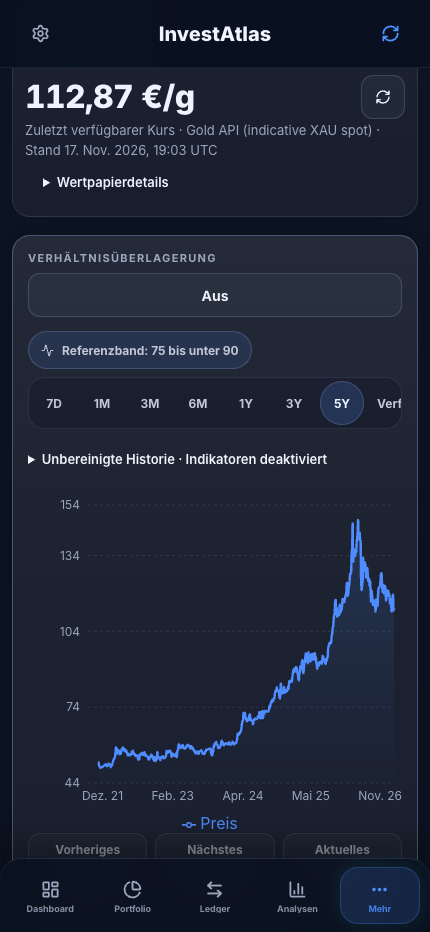 InvestAtlas
112,87 €/g
Zuletzt verfügbarer Kurs · Gold API (indicative XAU spot) ·
Stand 17. Nov. 2026, 19:03 UTC
Wertpapierdetails
VERHÄLTNISÜBERLAGERUNG
Aus
Referenzband: 75 bis unter 90
7D 1M 3M 6M 1Y 3Y 5Y Verf
Unbereinigte Historie · Indikatoren deaktiviert
154
134
104
74
44
Dez. 21 Feb. 23 Apr. 24 Mai 25 Nov. 26
Preis
Vorheriges Nächstes Aktuelles
Dashboard Portfolio Ledger Analysen Mehr